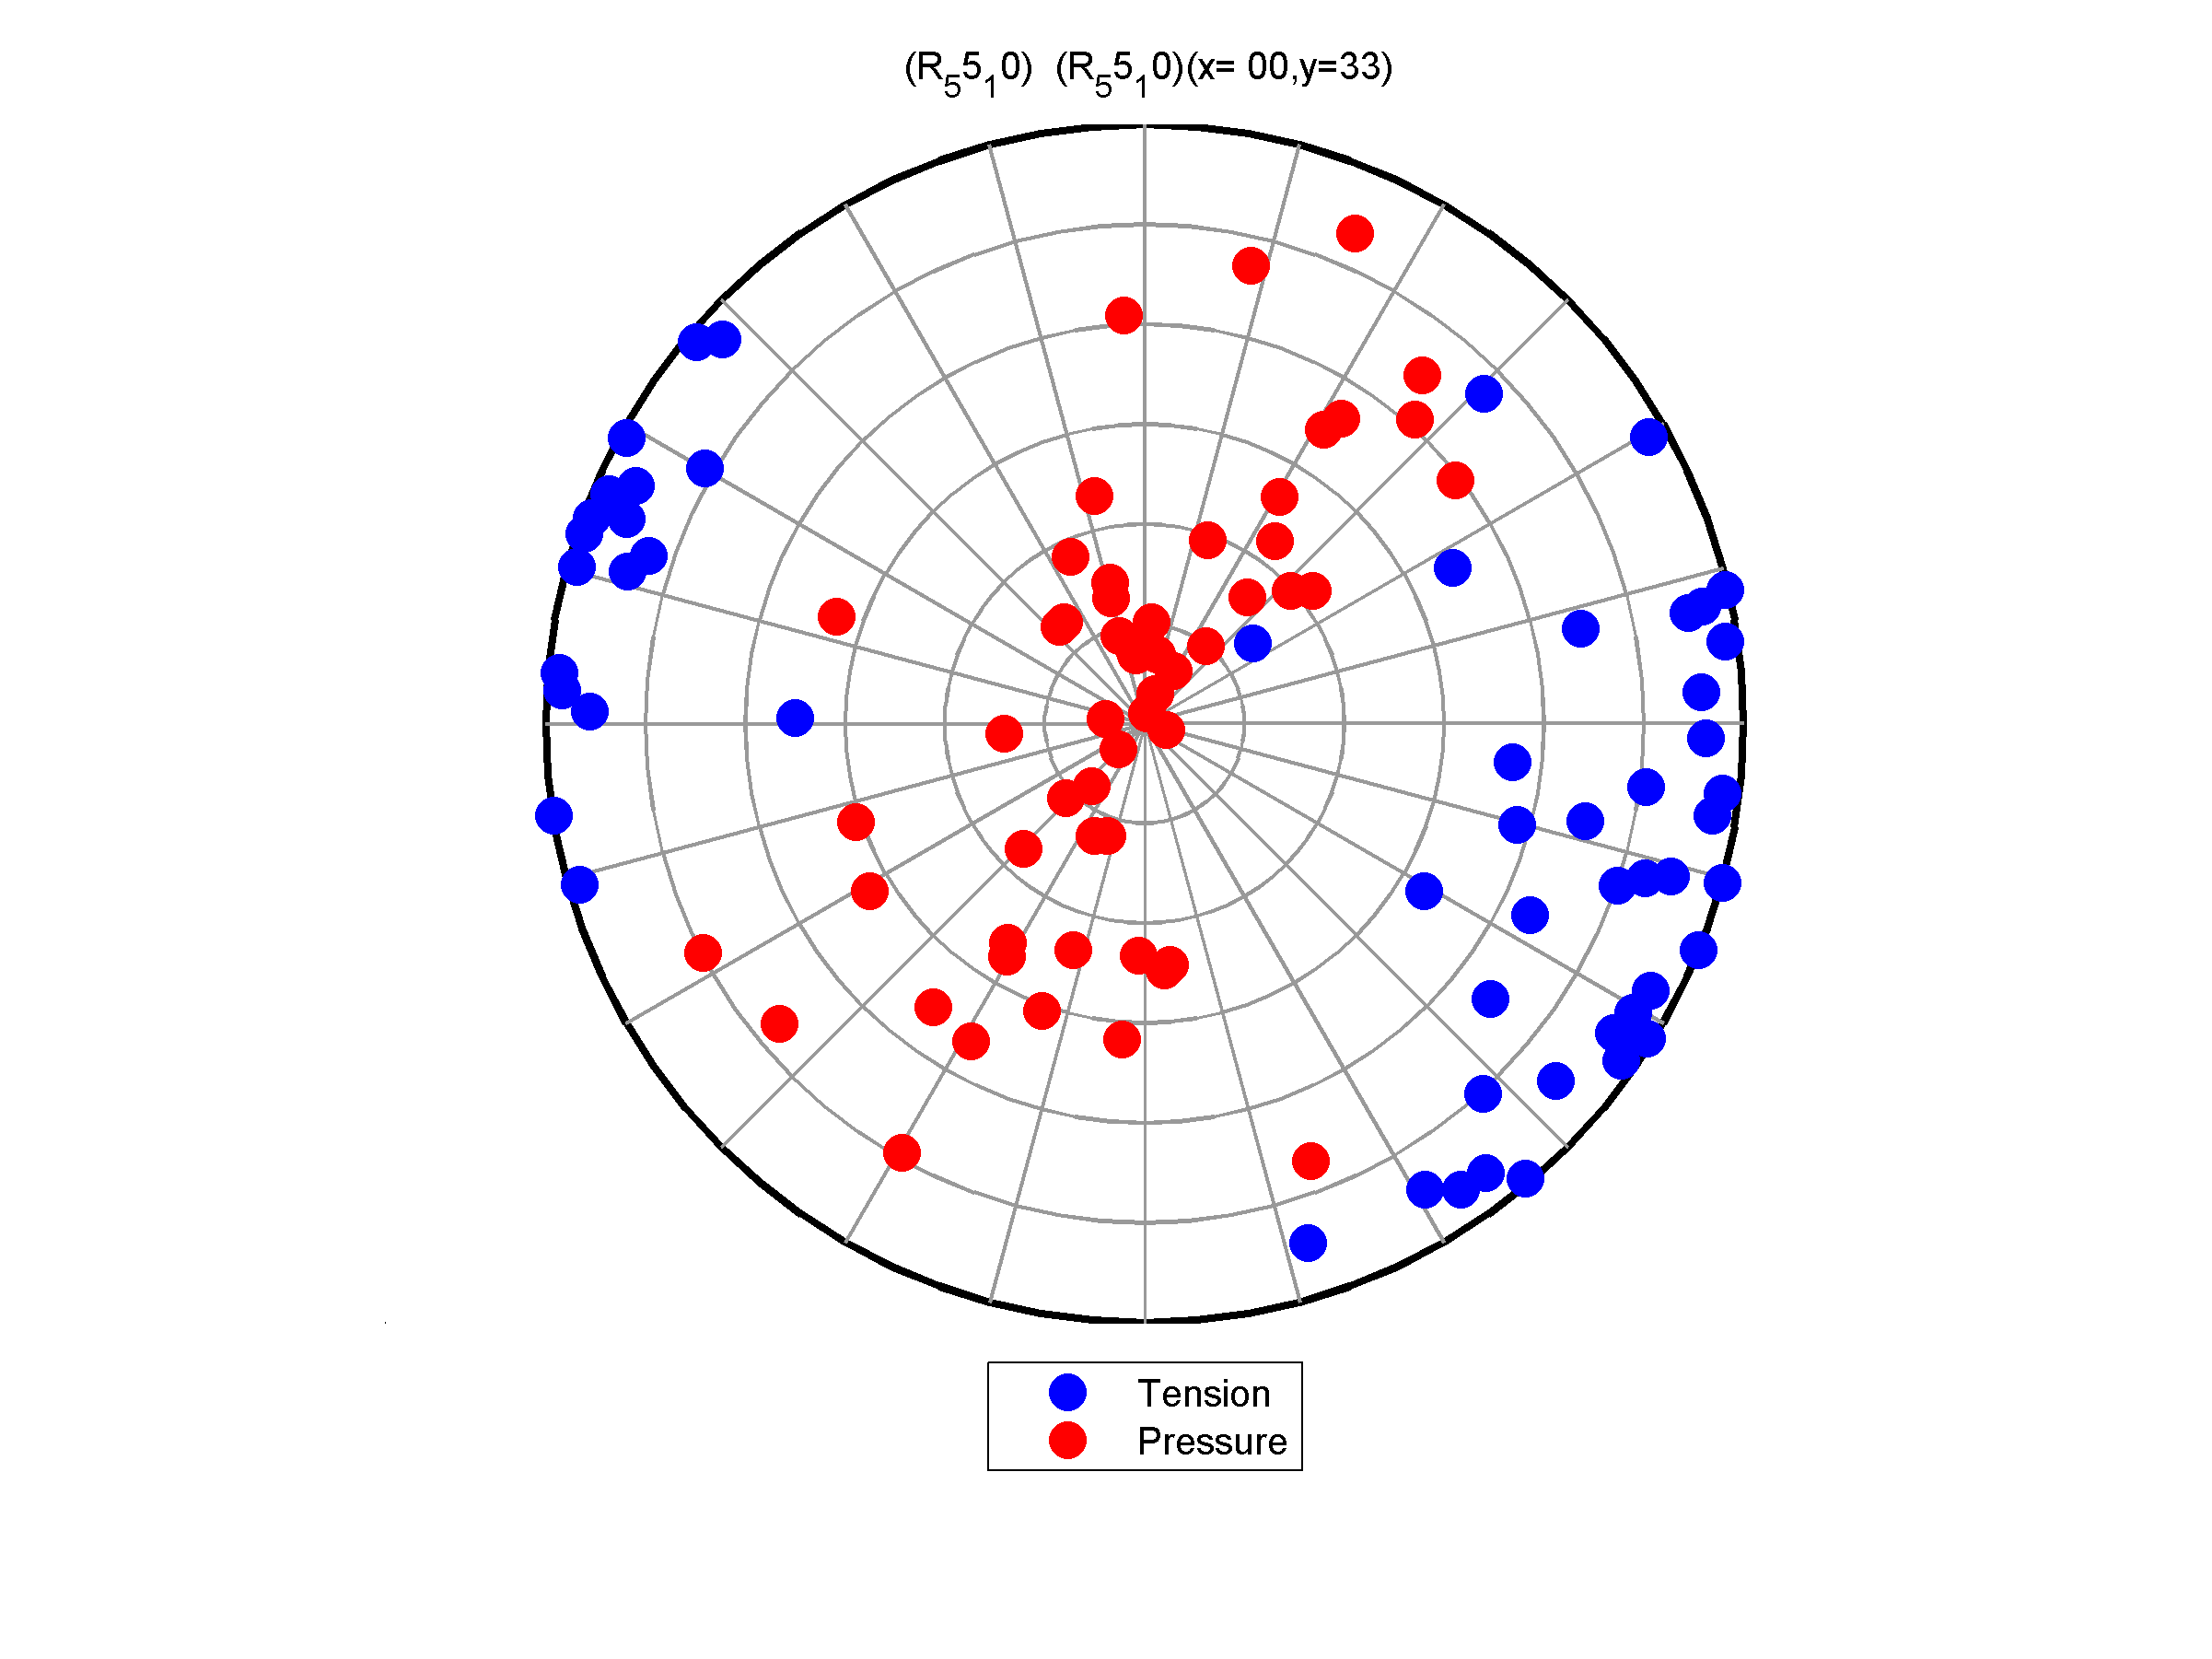 (R₅5₁0)  (R₅5₁0)(x= 00,y=33)
Tension
Pressure